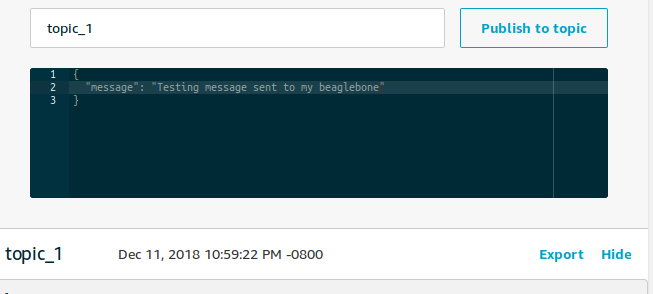 topic_1 Publish to topic
1 {
2 "message": "Testing message sent to my beaglebone"
3 }
topic_1 Dec 11, 2018 10:59:22 PM -0800 Export Hide